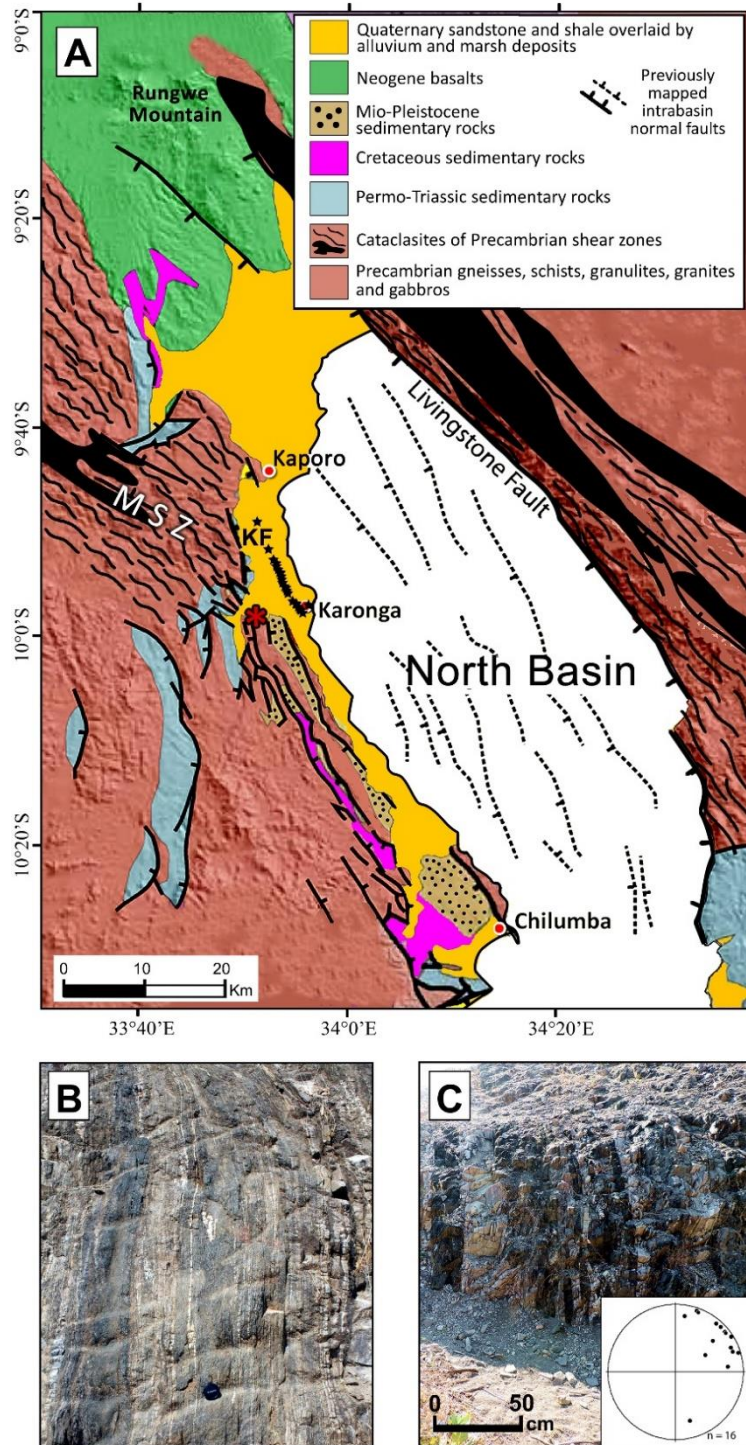 A
9°0'S
9°20'S
9°40'S
10°0'S
10°20'S
Rungwe
Mountain
Quaternary sandstone and shale overlaid by
alluvium and marsh deposits
Neogene basalts
Mio-Pleistocene
sedimentary rocks
Cretaceous sedimentary rocks
Permo-Triassic sedimentary rocks
Cataclasites of Precambrian shear zones
Precambrian gneisses, schists, granulites, granites
and gabbros
Previously
mapped
intrabasin
normal faults
Livingstone Fault
Kaporo
MSZ
KF
Karonga
North Basin
Chilumba
0 10 20
Km
33°40'E
34°0'E
34°20'E
B
C
0 50
cm
n = 16